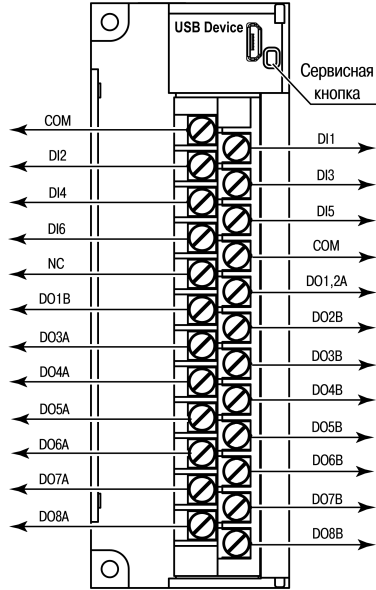 USB Device
Сервисная
кнопка
COM
DI1
DI2
DI3
DI4
DI5
DI6
COM
NC
DO1,2A
DO1B
DO2B
DO3A
DO3B
DO4A
DO4B
DO5A
DO5B
DO6A
DO6B
DO7A
DO7B
DO8A
DO8B